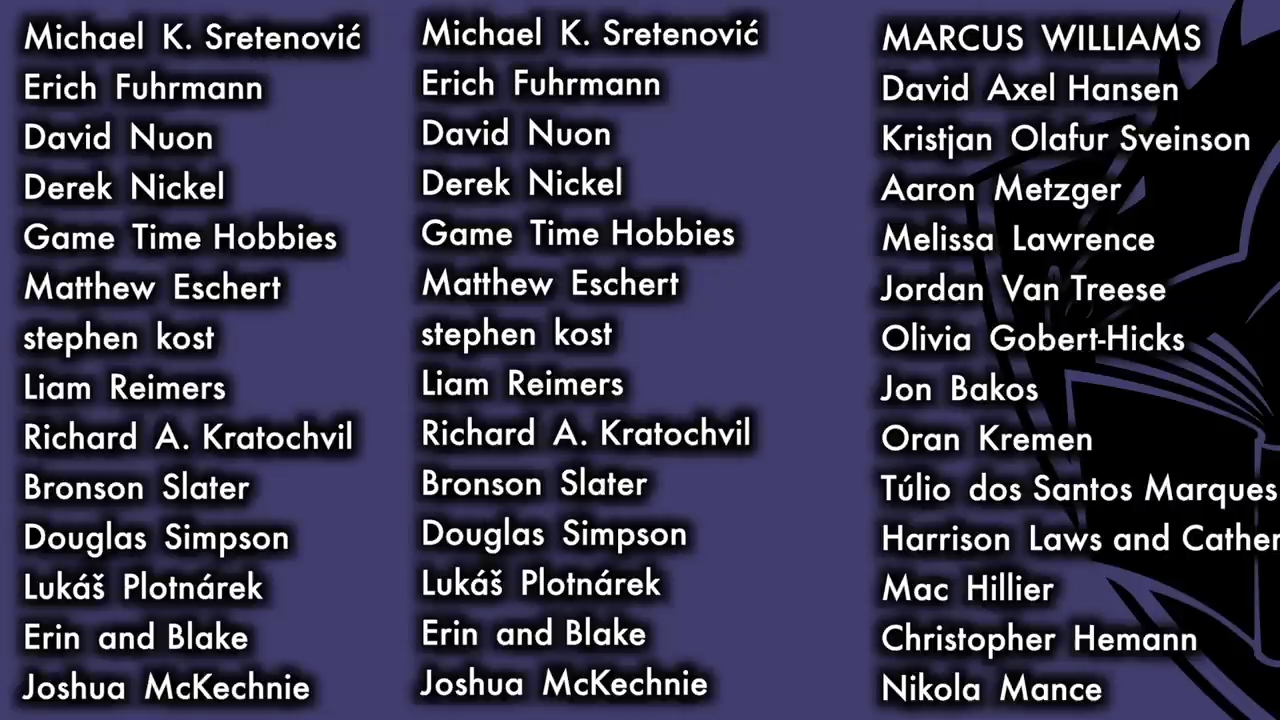 Michael K. Sretenović
Erich Fuhrmann
David Nuon
Derek Nickel
Game Time Hobbies
Matthew Eschert
stephen kost
Liam Reimers
Richard A. Kratochvil
Bronson Slater
Douglas Simpson
Lukáš Plotnárek
Erin and Blake
Joshua McKechnie
Michael K. Sretenović
Erich Fuhrmann
David Nuon
Derek Nickel
Game Time Hobbies
Matthew Eschert
stephen kost
Liam Reimers
Richard A. Kratochvil
Bronson Slater
Douglas Simpson
Lukáš Plotnárek
Erin and Blake
Joshua McKechnie
MARCUS WILLIAMS
David Axel Hansen
Kristjan Olafur Sveinson
Aaron Metzger
Melissa Lawrence
Jordan Van Treese
Olivia Gobert-Hicks
Jon Bakos
Oran Kremen
Túlio dos Santos Marques
Harrison Laws and
Mac Hillier
Christopher Hemann
Nikola Mance